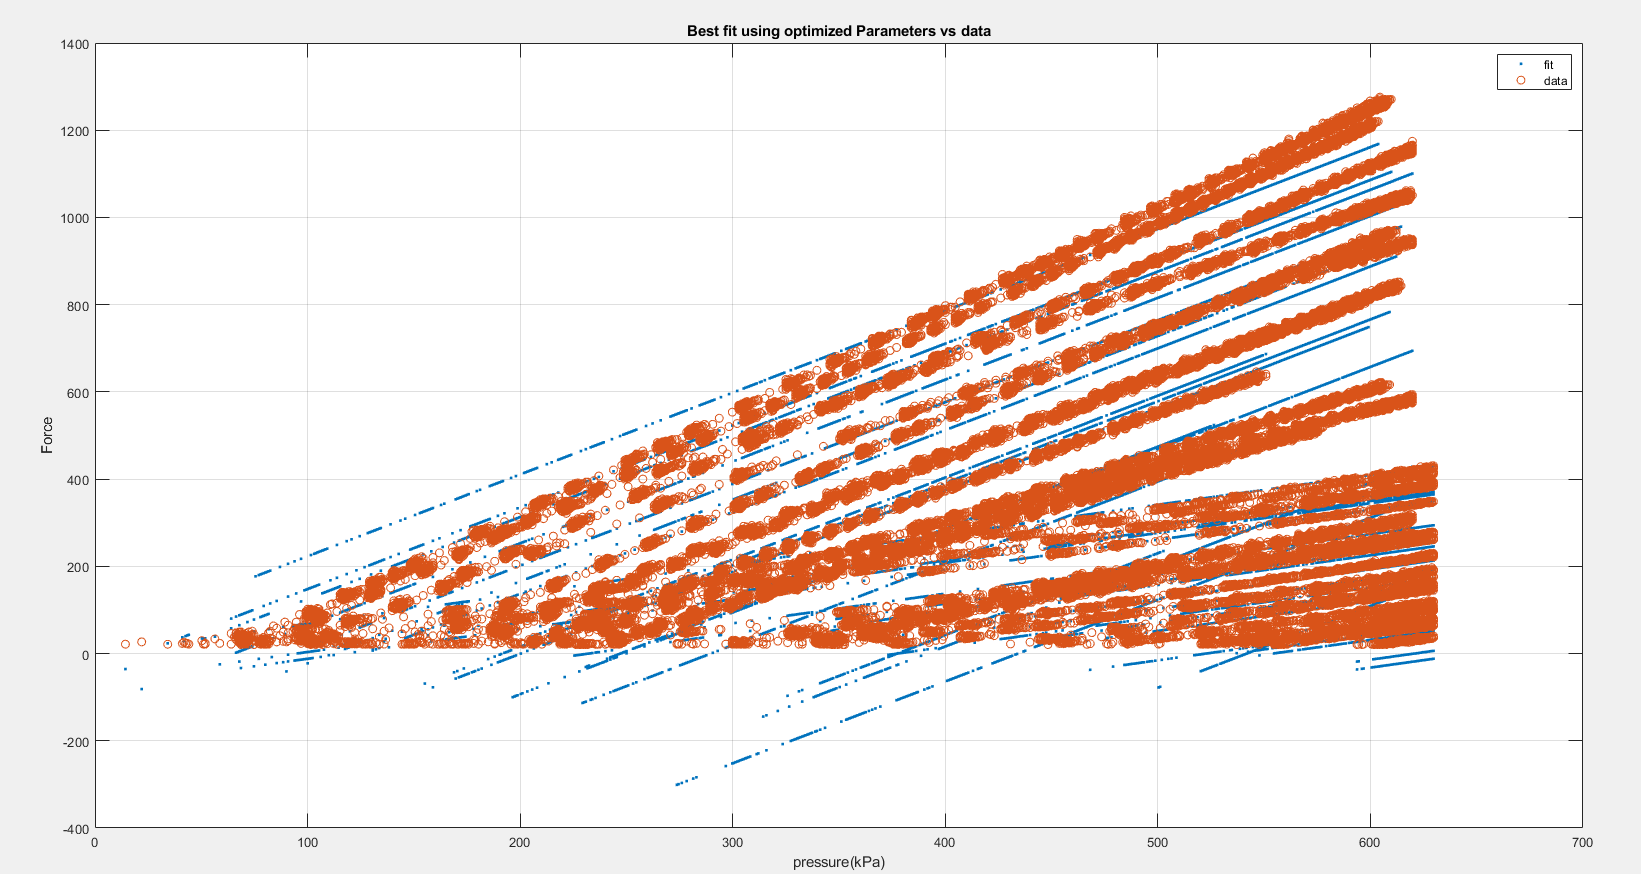 Best fit using optimized Parameters vs data
1400
1200
1000
800
600
400
200
0
-200
-400
Force
fit
data
0 100 200 300 400 500 600 700
pressure(kPa)